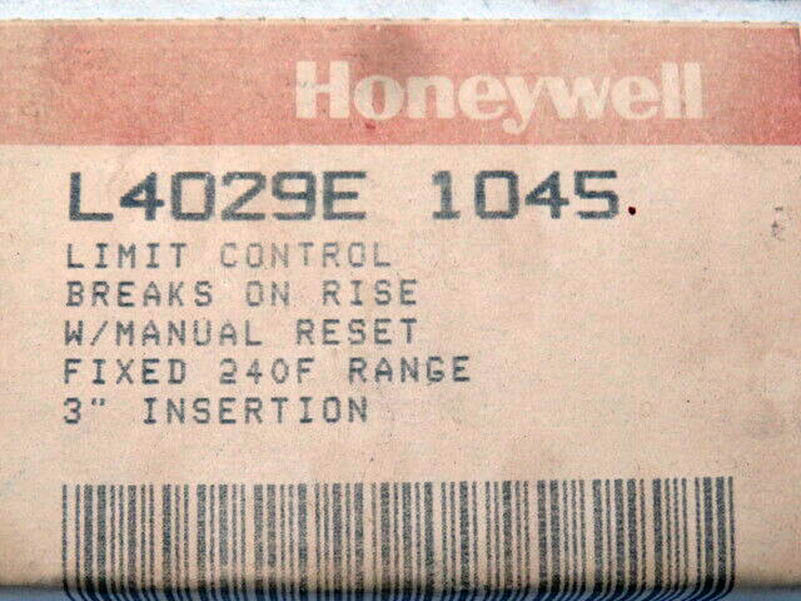 Honeywell
L4029E 1045.
LIMIT CONTROL
BREAKS ON RISE
W/MANUAL RESET
FIXED 240F RANGE
3" INSERTION